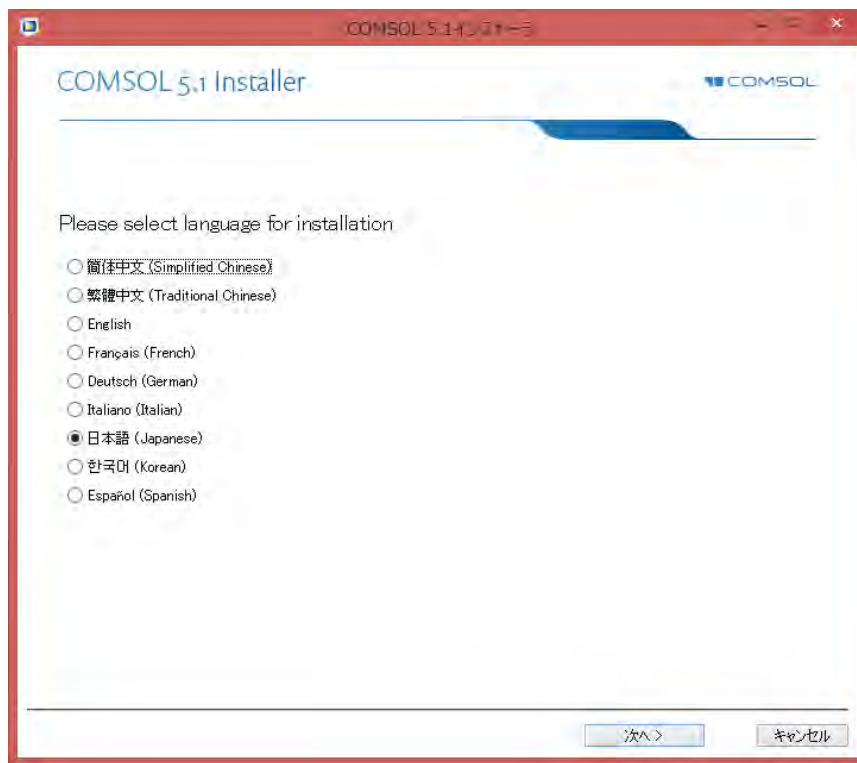 COMSOL 5.1インストーラ
COMSOL 5.1 Installer
COMSOL
Please select language for installation
简体中文 (Simplified Chinese)
繁體中文 (Traditional Chinese)
English
Français (French)
Deutsch (German)
Italiano (Italian)
日本語 (Japanese)
한국어 (Korean)
Español (Spanish)
次へ >
キャンセル